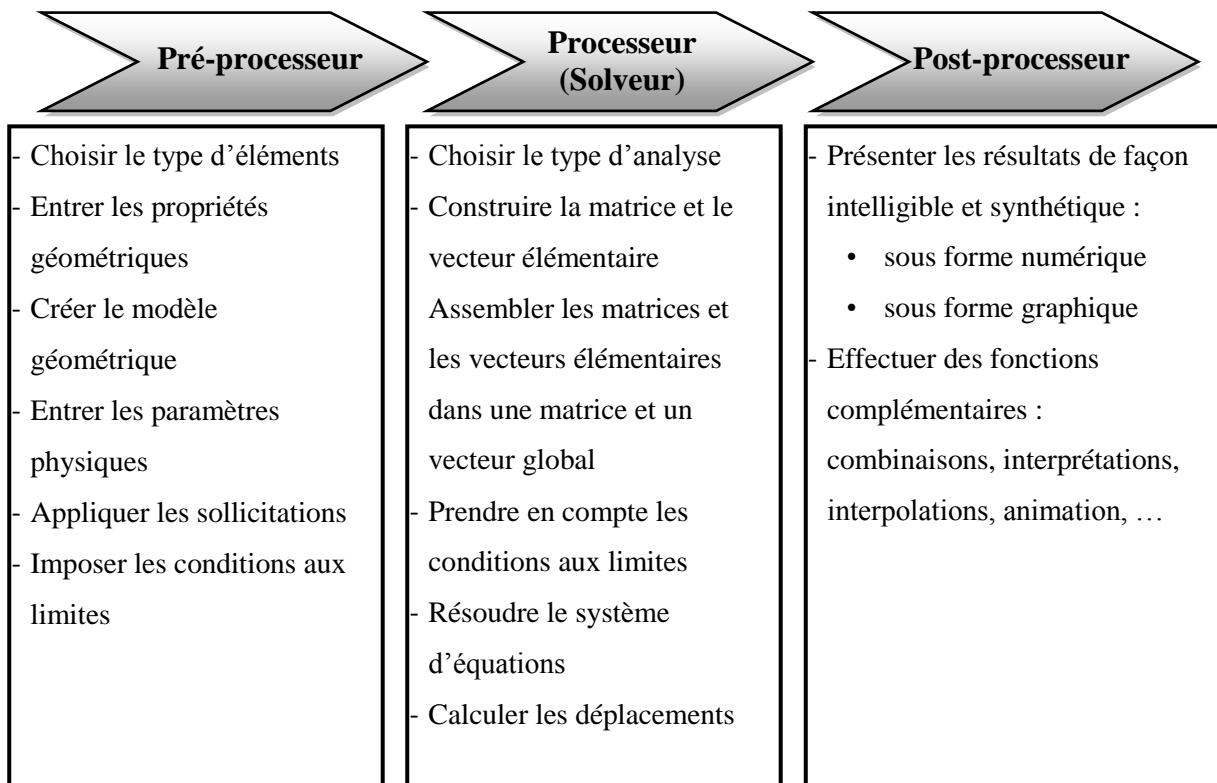 Pré-processeur
Processeur
(Solveur)
Post-processeur
- Choisir le type d’éléments
- Entrer les propriétés
géométriques
- Créer le modèle
géométrique
- Entrer les paramètres
physiques
- Appliquer les sollicitations
- Imposer les conditions aux
limites
- Choisir le type d’analyse
- Construire la matrice et le
vecteur élémentaire
Assembler les matrices et
les vecteurs élémentaires
dans une matrice et un
vecteur global
- Prendre en compte les
conditions aux limites
- Résoudre le système
d’équations
- Calculer les déplacements
- Présenter les résultats de façon
intelligible et synthétique :
• sous forme numérique
• sous forme graphique
- Effectuer des fonctions
complémentaires :
combinaisons, interprétations,
interpolations, animation, …